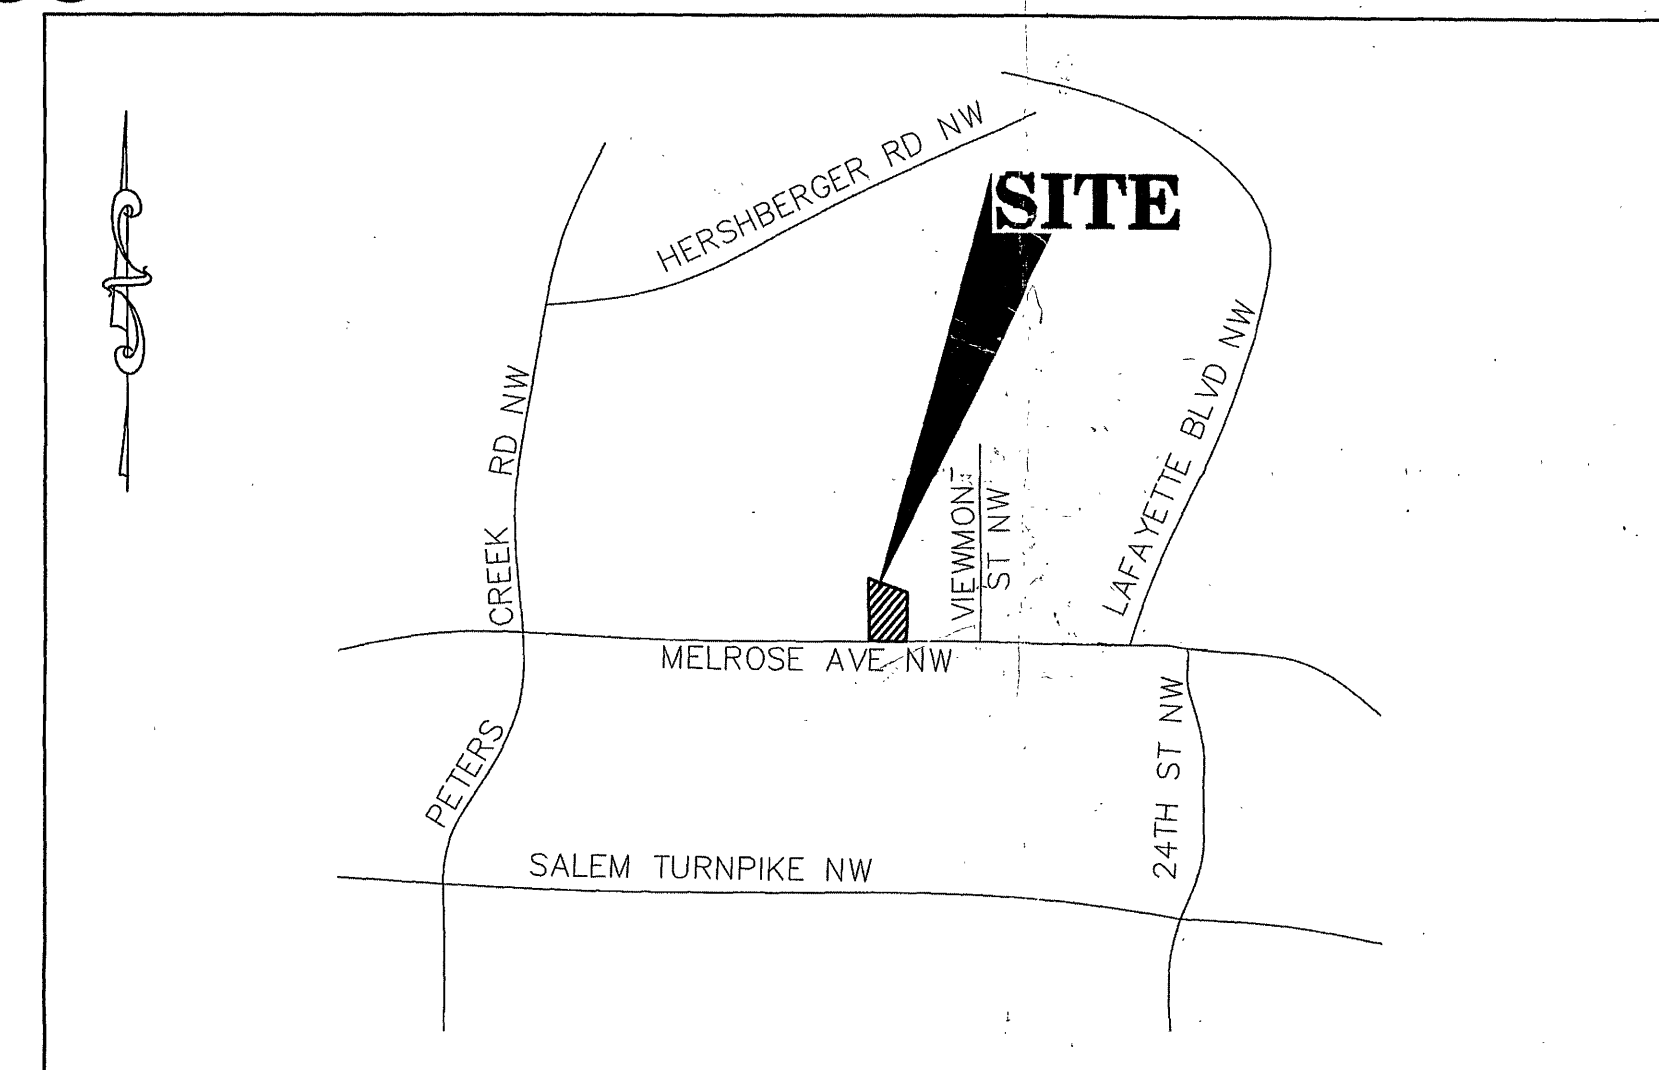 HERSHBERGER RD NW
SITE
PETERS CREEK RD NW
LAFAYETTE BLVD NW
VIEWMONT
ST NW
MELROSE AVE NW
24TH ST NW
SALEM TURNPIKE NW